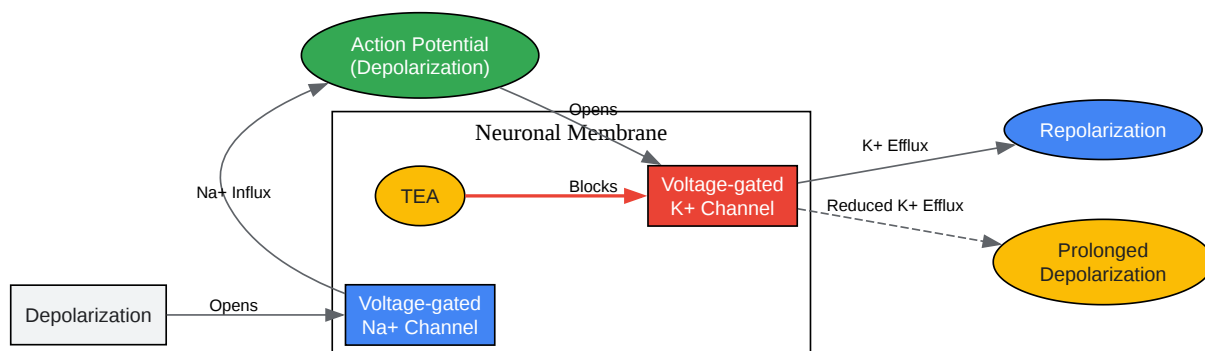 Action Potential
(Depolarization)
Opens
Neuronal Membrane
Repolarization
K+ Efflux
Na+ Influx
TEA
Blocks
Voltage-gated
K+ Channel
Reduced K+ Efflux
Prolonged
Depolarization
Depolarization
Opens
Voltage-gated
Na+ Channel